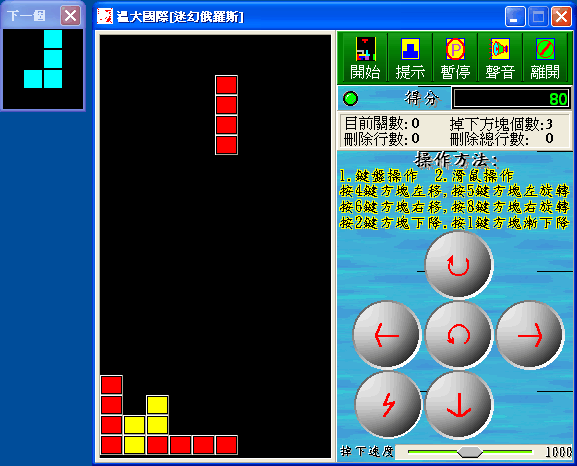 下一個
溫大國際[迷幻俄羅斯]
開始 提示 暫停 聲音 離開
得分 80
目前關數:0 掉下方塊個數:3
刪除行數:0 刪除總行數: 0
操作方法:
1.鍵盤操作 2.滑鼠操作
按4鍵方塊左移,按5鍵方塊左旋轉
按6鍵方塊右移,按8鍵方塊右旋轉
按2鍵方塊下降.按1鍵方塊漸下降
掉下速度 1000